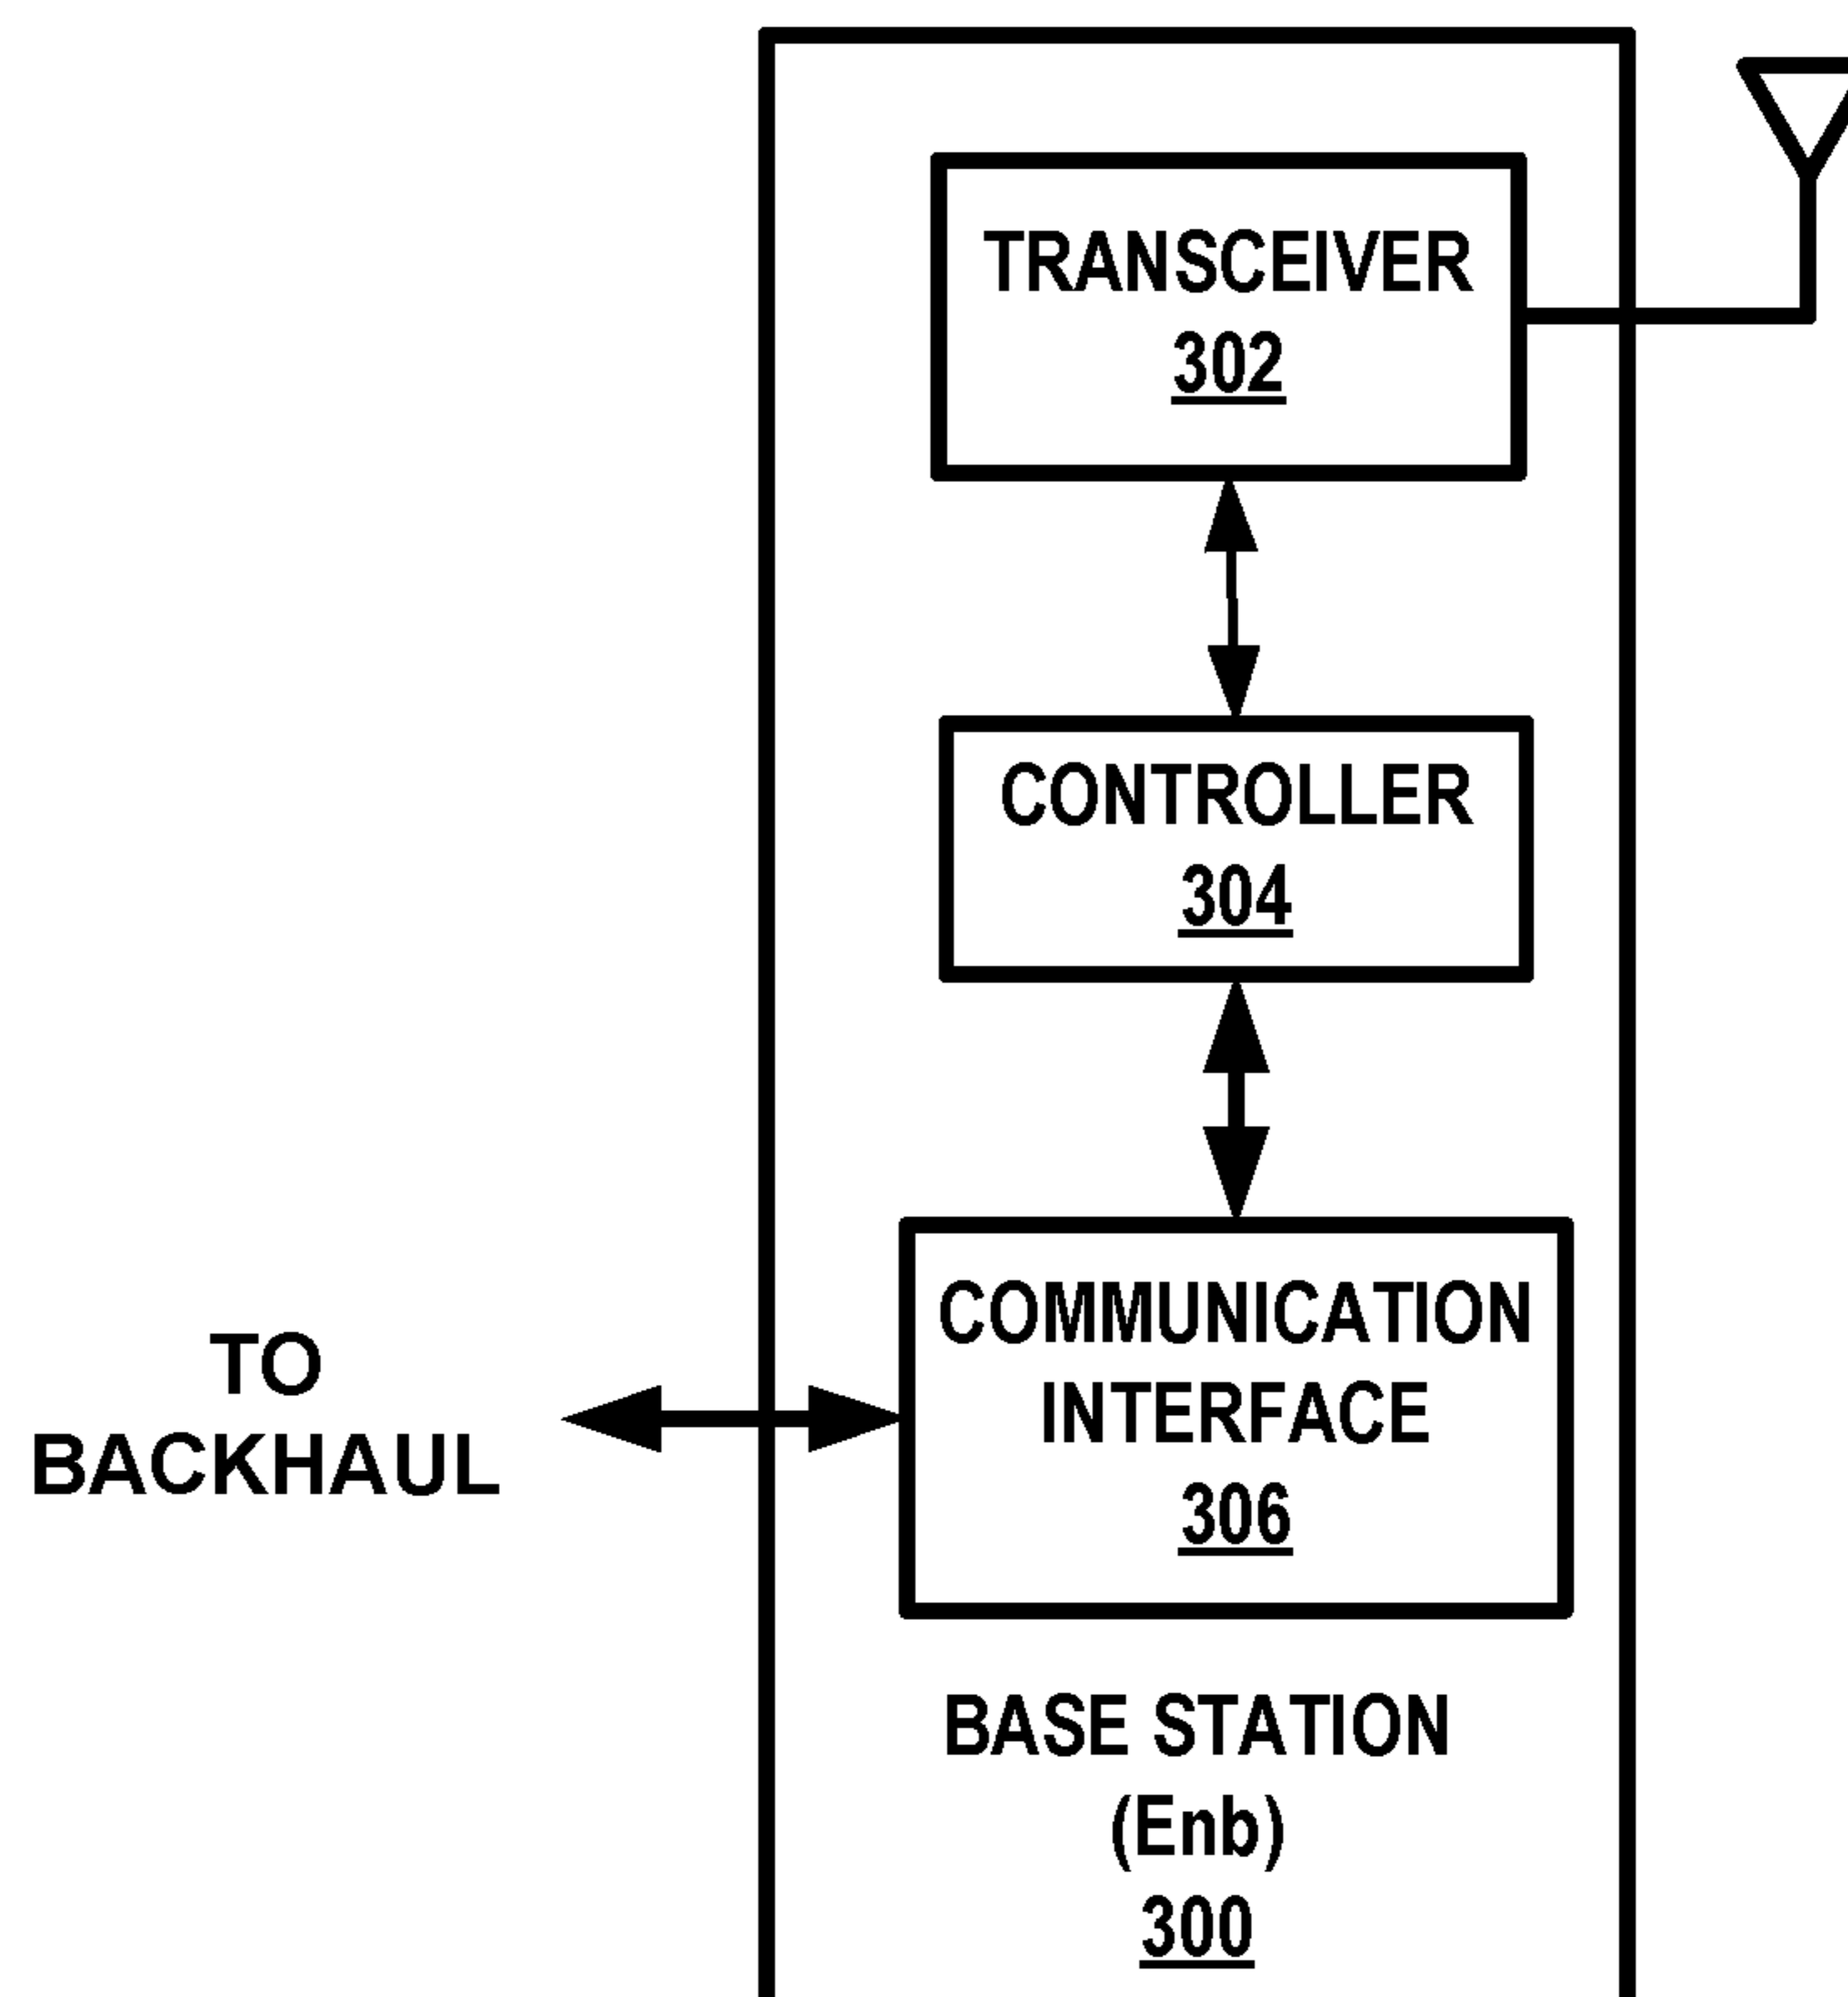 TRANSCEIVER
302
CONTROLLER
304
COMMUNICATION
INTERFACE
306
TO
BACKHAUL
BASE STATION
(Enb)
300